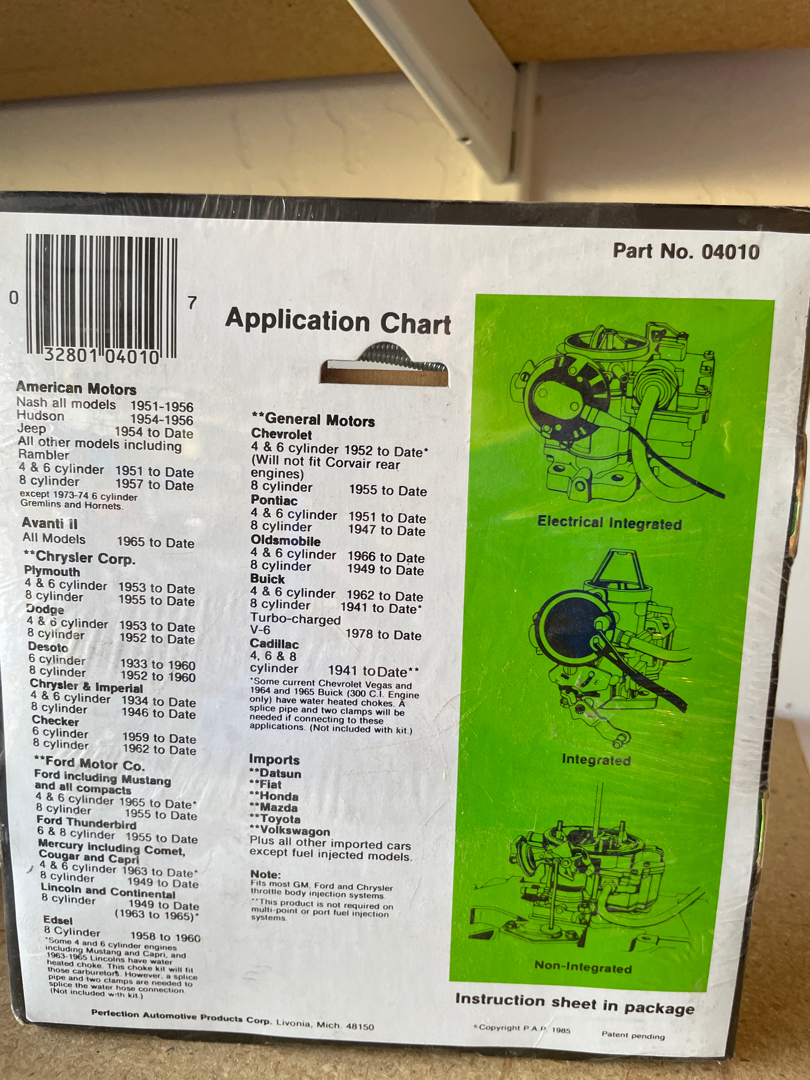 Part No. 04010
0
7
32801 04010
Application Chart
American Motors
Nash all models 1951-1956
Hudson 1954-1956
Jeep 1954 to Date
All other models including
Rambler
4 & 6 cylinder 1951 to Date
8 cylinder 1957 to Date
except 1973-74 6 cylinder
Gremlins and Hornets.
Avanti II
All Models 1965 to Date
**Chrysler Corp.
Plymouth
4 & 6 cylinder 1953 to Date
8 cylinder 1955 to Date
Dodge
4 & 6 cylinder 1953 to Date
8 cylinder 1952 to Date
Desoto
6 cylinder 1933 to 1960
8 cylinder 1952 to 1960
Chrysler & Imperial
4 & 6 cylinder 1934 to Date
8 cylinder 1946 to Date
Checker
6 cylinder 1959 to Date
8 cylinder 1962 to Date
**Ford Motor Co.
Ford including Mustang
and all compacts
4 & 6 cylinder 1965 to Date*
8 cylinder 1955 to Date
Ford Thunderbird
6 & 8 cylinder 1955 to Date
Mercury including Comet,
Cougar and Capri
4 & 6 cylinder 1963 to Date*
8 cylinder 1949 to Date
Lincoln and Continental
8 cylinder 1949 to Date
(1963 to 1965)*
Edsel
8 Cylinder 1958 to 1960
*Some 4 and 6 cylinder engines
including Mustang and Capri, and
1963-1965 Lincolns have water
heated choke. This choke kit will fit
those carburetors. However, a splice
pipe and two clamps are needed to
splice the water hose connection.
(Not included with kit.)
**General Motors
Chevrolet
4 & 6 cylinder 1952 to Date*
(Will not fit Corvair rear
engines)
8 cylinder 1955 to Date
Pontiac
4 & 6 cylinder 1951 to Date
8 cylinder 1947 to Date
Oldsmobile
4 & 6 cylinder 1966 to Date
8 cylinder 1949 to Date
Buick
4 & 6 cylinder 1962 to Date
8 cylinder 1941 to Date*
Turbo-charged
V-6 1978 to Date
Cadillac
4, 6 & 8
cylinder 1941 to Date**
*Some current Chevrolet Vegas and
1964 and 1965 Buick (300 C.I. Engine
only) have water heated chokes. A
splice pipe and two clamps will be
needed if connecting to these
applications. (Not included with kit.)
Imports
**Datsun
**Fiat
**Honda
**Mazda
**Toyota
**Volkswagon
Plus all other imported cars
except fuel injected models.
Note:
Fits most GM, Ford and Chrysler
throttle body injection systems.
**This product is not required on
multi-point or port fuel injection
systems.
Electrical Integrated
Integrated
Non-Integrated
Instruction sheet in package
Perfection Automotive Products Corp. Livonia, Mich. 48150
*Copyright P.A.P. 1985
Patent pending